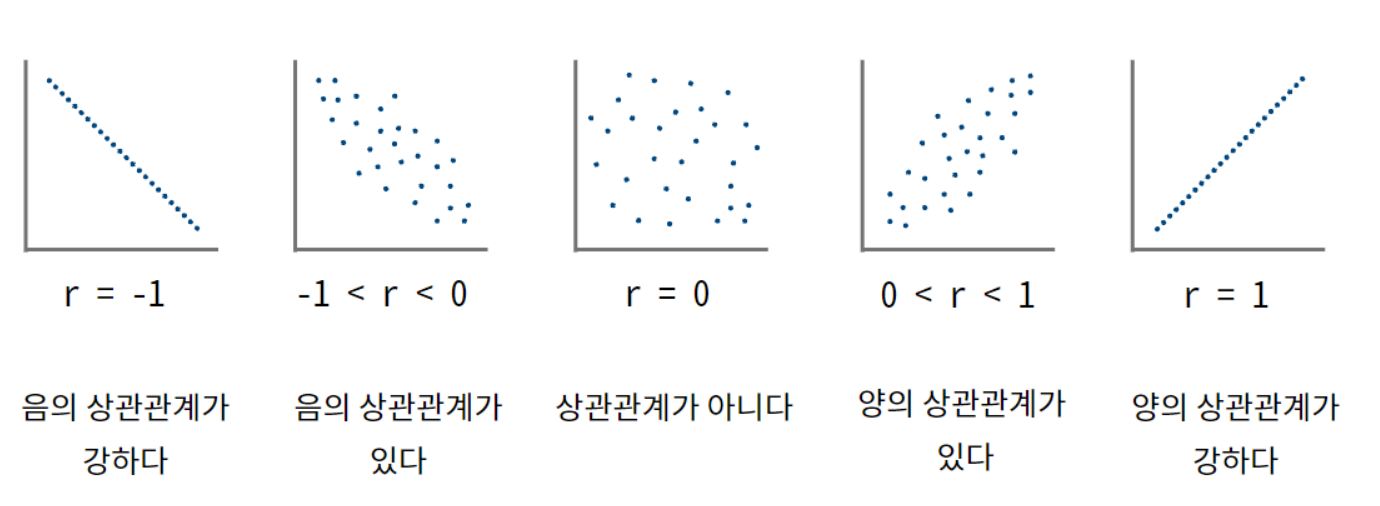 r = -1
-1 < r < 0
r = 0
0 < r < 1
r = 1
음의 상관관계가
강하다
음의 상관관계가
있다
상관관계가 아니다
양의 상관관계가
있다
양의 상관관계가
강하다